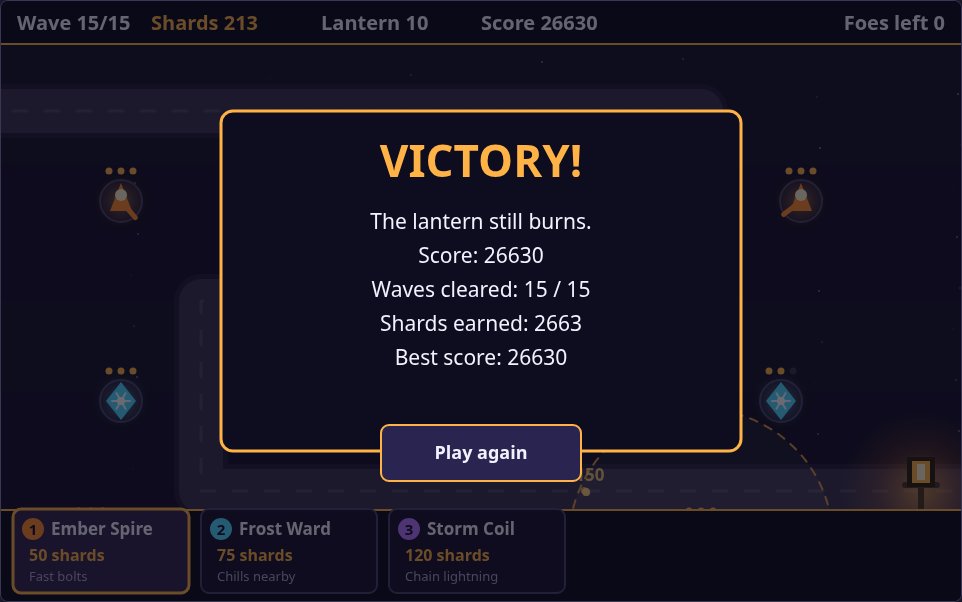 Wave 15/15 Shards 213 Lantern 10 Score 26630 Foes left 0
VICTORY!
The lantern still burns.
Score: 26630
Waves cleared: 15 / 15
Shards earned: 2663
Best score: 26630
Play again
1 Ember Spire
50 shards
Fast bolts
2 Frost Ward
75 shards
Chills nearby
3 Storm Coil
120 shards
Chain lightning